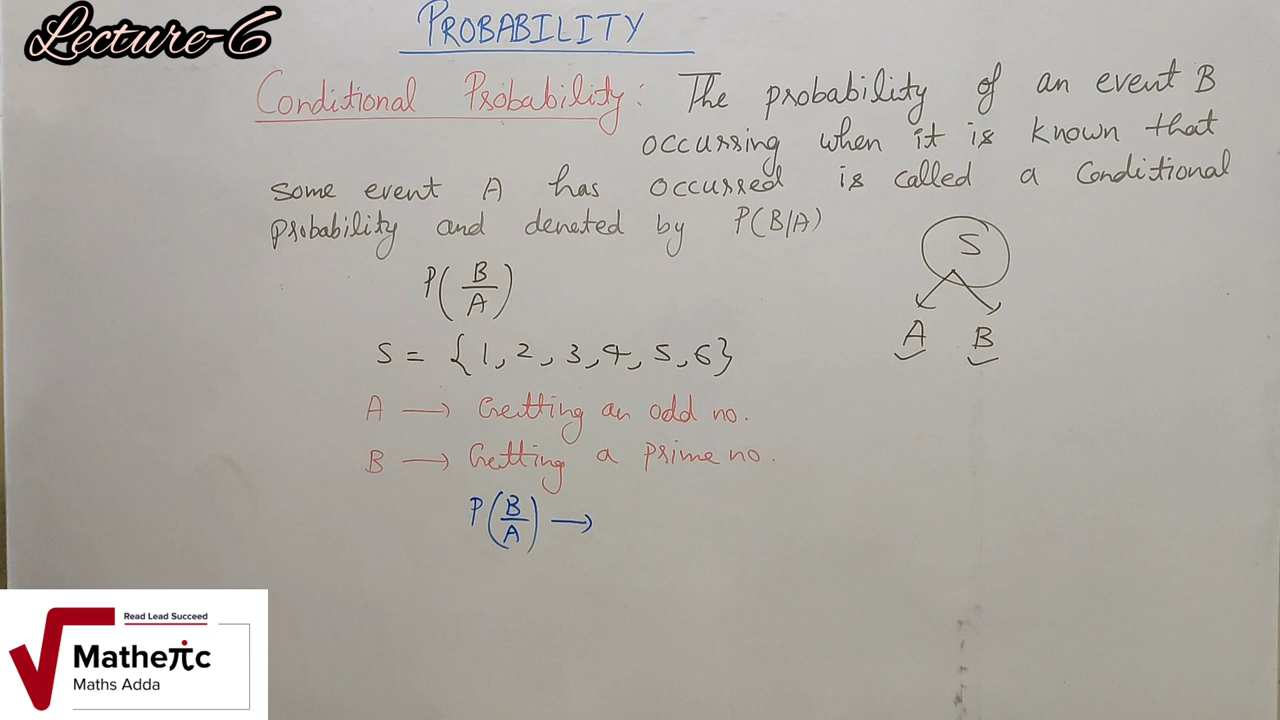 Lecture-6
PROBABILITY
Conditional Probability: The probability of an event B
occurring when it is known that
some event A has occurred is called a Conditional
probability and denoted by P(B/A)
S
A B
P(B/A)
S = {1, 2, 3, 4, 5, 6}
A → Getting an odd no.
B → Getting a prime no.
P(B/A) →
Read Lead Succeed
Matheπc
Maths Adda